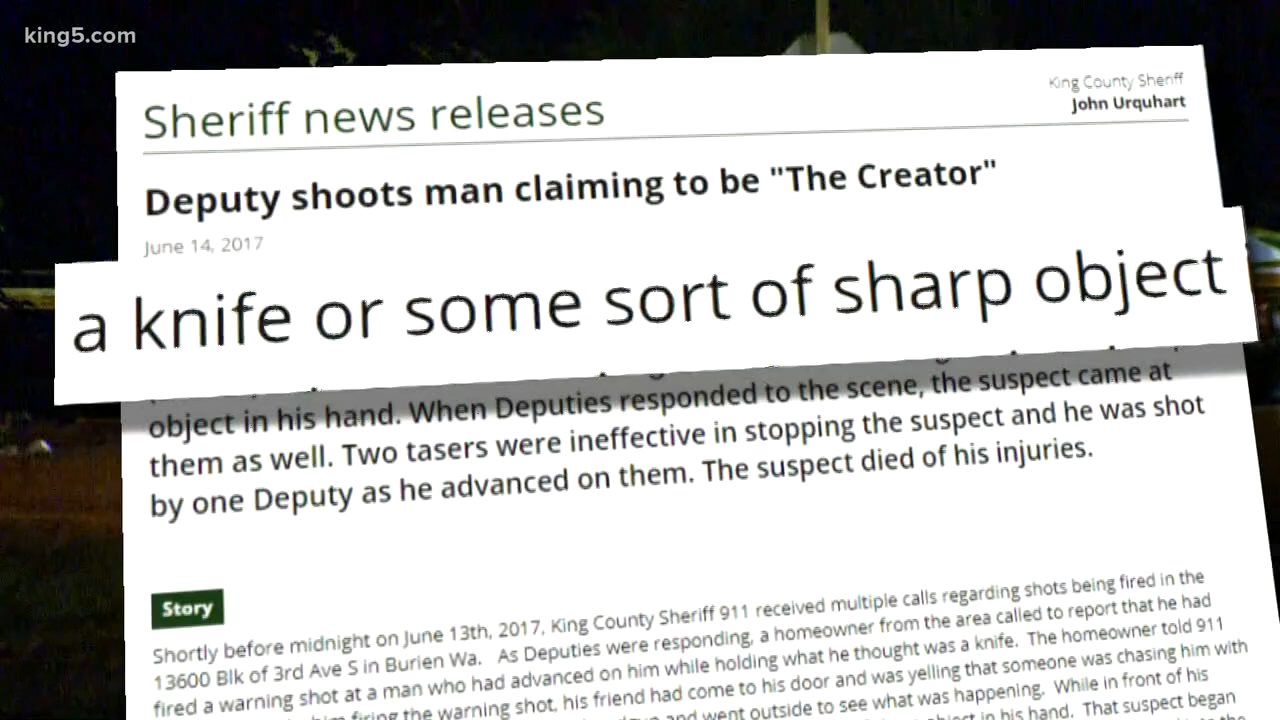 king5.com
Sheriff news releases
King County Sheriff
John Urquhart
Deputy shoots man claiming to be "The Creator"
June 14, 2017
a knife or some sort of sharp object
object in his hand. When Deputies responded to the scene, the suspect came at
them as well. Two tasers were ineffective in stopping the suspect and he was shot
by one Deputy as he advanced on them. The suspect died of his injuries.
Story
Shortly before midnight on June 13th, 2017, King County Sheriff 911 received multiple calls regarding shots being fired in the
13600 Blk of 3rd Ave S in Burien Wa. As Deputies were responding, a homeowner from the area called to report that he had
fired a warning shot at a man who had advanced on him while holding what he thought was a knife. The homeowner told 911
firing the warning shot, his friend had come to his door and was yelling that someone was chasing him with
and went outside to see what was happening. While in front of his
in his hand. That suspect began